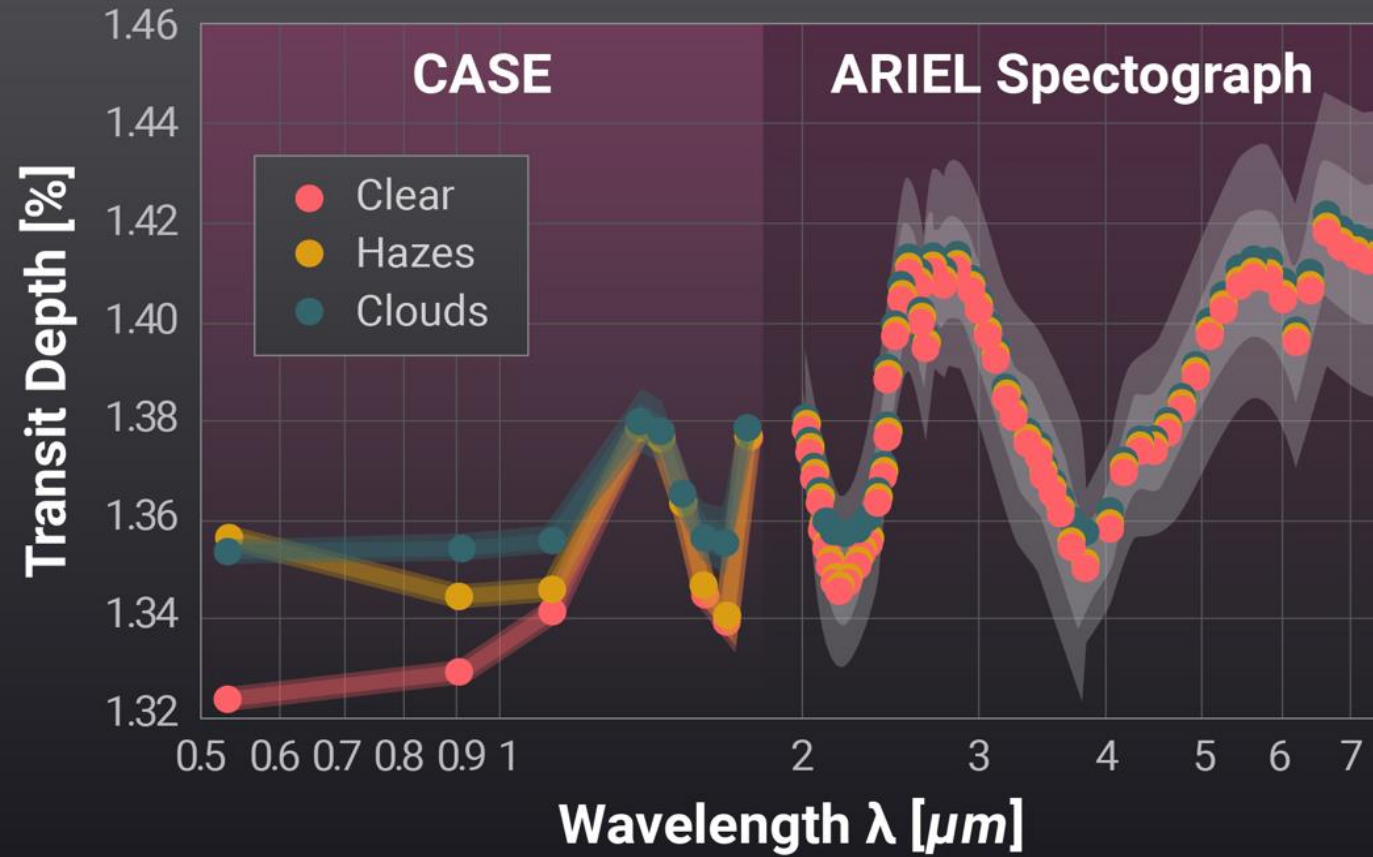 1.46
1.44
1.42
1.40
1.38
1.36
1.34
1.32
Transit Depth [%]
CASE
ARIEL Spectograph
Clear
Hazes
Clouds
0.5 0.6 0.7 0.8 0.9 1 2 3 4 5 6 7
Wavelength λ [μm]